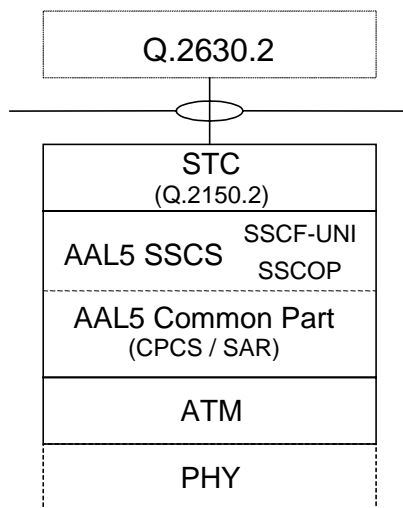 Q.2630.2
STC
(Q.2150.2)
AAL5 SSCS
SSCF-UNI
SSCOP
AAL5 Common Part
(CPCS / SAR)
ATM
PHY